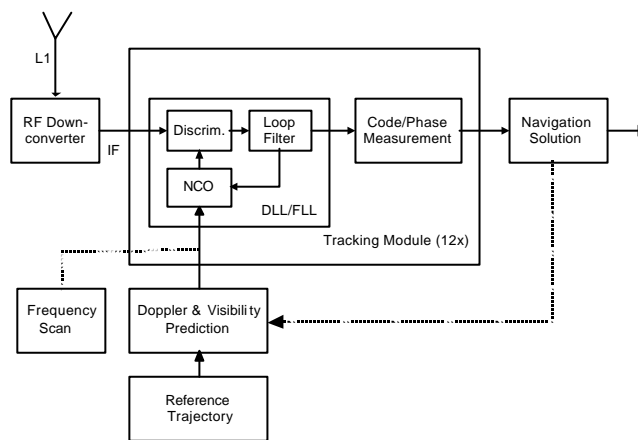 L1
RF Down-
converter
IF
Discrim.
Loop
Filter
NCO
DLL/FLL
Code/Phase
Measurement
Navigation
Solution
Tracking Module (12x)
Frequency
Scan
Doppler & Visibility
Prediction
Reference
Trajectory